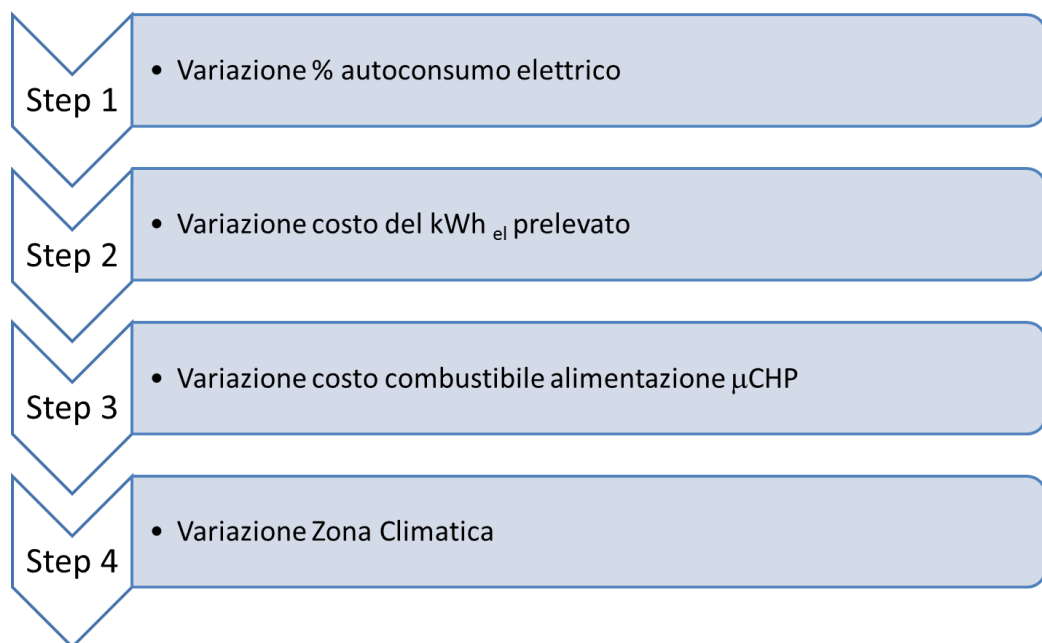 Step 1
• Variazione % autoconsumo elettrico
Step 2
• Variazione costo del kWh el prelevato
Step 3
• Variazione costo combustibile alimentazione μCHP
Step 4
• Variazione Zona Climatica